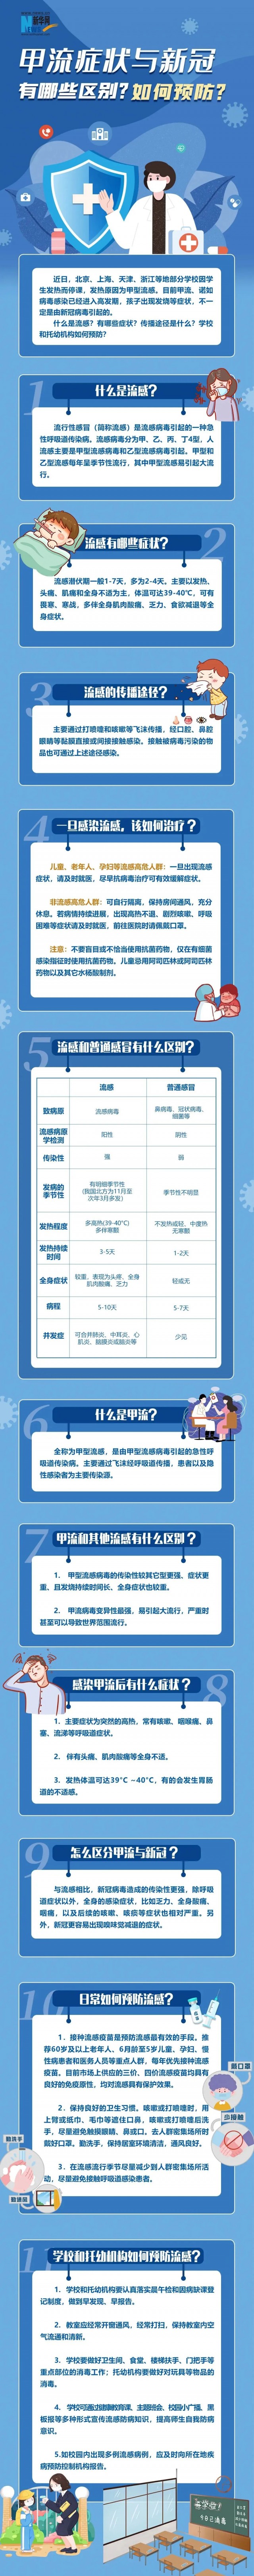 新华网
甲流症状与新冠
有哪些区别？如何预防？
近日，北京、上海、天津、浙江等地部分学校因学
生发热而停课，发热原因为甲型流感。目前甲流、诺如
病毒感染已经进入高发期，孩子出现发烧等症状，不一
定是由新冠病毒引起的。
什么是流感？有哪些症状？传播途径是什么？学校
和托幼机构如何预防？
1
什么是流感？
流行性感冒（简称流感）是流感病毒引起的一种急
性呼吸道传染病。流感病毒分为甲、乙、丙、丁4型，人
流感主要是甲型流感病毒和乙型流感病毒引起。甲型和
乙型流感每年呈季节性流行，其中甲型流感易引起大流
行。
2
流感有哪些症状？
流感潜伏期一般1-7天，多为2-4天。主要以发热、
头痛、肌痛和全身不适为主，体温可达39-40℃，可有
畏寒、寒战，多伴全身肌肉酸痛、乏力、食欲减退等全
身症状。
3
流感的传播途径？
主要通过打喷嚏和咳嗽等飞沫传播，经口腔、鼻腔
眼睛等黏膜直接或间接接触感染。接触被病毒污染的物
品也可通过上述途径感染。
4
一旦感染流感，该如何治疗？
儿童、老年人、孕妇等流感高危人群：一旦出现流感
症状，请及时就医，尽早抗病毒治疗可有效缓解症状。
非流感高危人群：可自行隔离，保持房间通风，充分
休息。若病情持续进展，出现高热不退、剧烈咳嗽、呼吸
困难等症状请及时就医，前往医院时请佩戴口罩。
注意：不要盲目或不恰当使用抗菌药物，仅在有细菌
感染指征时使用抗菌药物。儿童忌用阿司匹林或阿司匹林
药物以及其它水杨酸制剂。
5
流感和普通感冒有什么区别？
流感 普通感冒
致病原 流感病毒 鼻病毒、冠状病毒、
细菌等
流感病原
学检测 阳性 阴性
传染性 强 弱
发病的
季节性 有明细季节性
(我国北方为11月至
次年3月多发) 季节性不明显
发热程度 多高热(39-40℃)
多伴寒颤 不发热或轻、中度热
无寒颤
发热持续
时间 3-5天 1-2天
全身症状 较重，表现为头疼、全身
肌肉酸痛、乏力 轻或无
病程 5-10天 5-7天
并发症 可合并肺炎、中耳炎、心
肌炎、脑膜炎或脑炎等 少见
6
什么是甲流？
全称为甲型流感，是由甲型流感病毒引起的急性呼
吸道传染病。主要通过飞沫经呼吸道传播，患者以及隐
性感染者为主要传染源。
7
甲流和其他流感有什么区别？
1. 甲型流感病毒的传染性较其它型更强、症状更
重、且发烧持续时间长、全身症状也较重。
2. 甲流病毒变异性最强，易引起大流行，严重时
甚至可以导致世界范围流行。
8
感染甲流后有什么症状？
1. 主要症状为突然的高热，常有咳嗽、咽喉痛、鼻
塞、流涕等呼吸道症状。
2. 伴有头痛、肌肉酸痛等全身不适。
3. 发热体温可达39°C –40°C，有的会发生胃肠
道的不适感。
9
怎么区分甲流与新冠？
与流感相比，新冠病毒造成的传染性更强，除呼吸
道症状以外，全身的感染症状，比如乏力、全身酸痛、
咽痛，以及后续的咳嗽、咳痰等症状也相对严重。另
外，新冠更容易出现嗅味觉减退的症状。
10
日常如何预防流感？
1. 接种流感疫苗是预防流感最有效的手段。推
荐60岁及以上老年人、6月龄至5岁儿童、孕妇、慢
性病患者和医务人员等重点人群，每年优先接种流感
疫苗。目前市场上供应的三价、四价流感疫苗均具有
良好的免疫原性，均对流感具有保护效果。
2. 保持良好的卫生习惯。咳嗽或打喷嚏时，用
上臂或纸巾、毛巾等遮住口鼻，咳嗽或打喷嚏后洗
手，尽量避免触摸眼睛、鼻或口。去人群密集场所时
戴好口罩。勤洗手，保持居室环境清洁，通风良好。
3. 在流感流行季节尽量减少到人群密集场所活
动，尽量避免接触呼吸道感染患者。
戴口罩
少接触
勤洗手
勤通风
11
学校和托幼机构如何预防流感？
1. 学校和托幼机构要认真落实晨午检和因病缺课登
记制度，做到早发现、早报告。
2. 教室应经常开窗通风，经常打扫，保持教室内空
气流通和清新。
3. 学校要做好卫生间、食堂、楼梯扶手、门把手等
重点部位的消毒工作；托幼机构要做好对玩具等物品的
消毒。
4. 学校可通过健康教育课、主题班会、校园小广播、黑
板报等多种形式宣传流感防病知识，提高师生自我防病
意识。
5.如校园内出现多例流感病例，应及时向所在地疾
病预防控制机构报告。